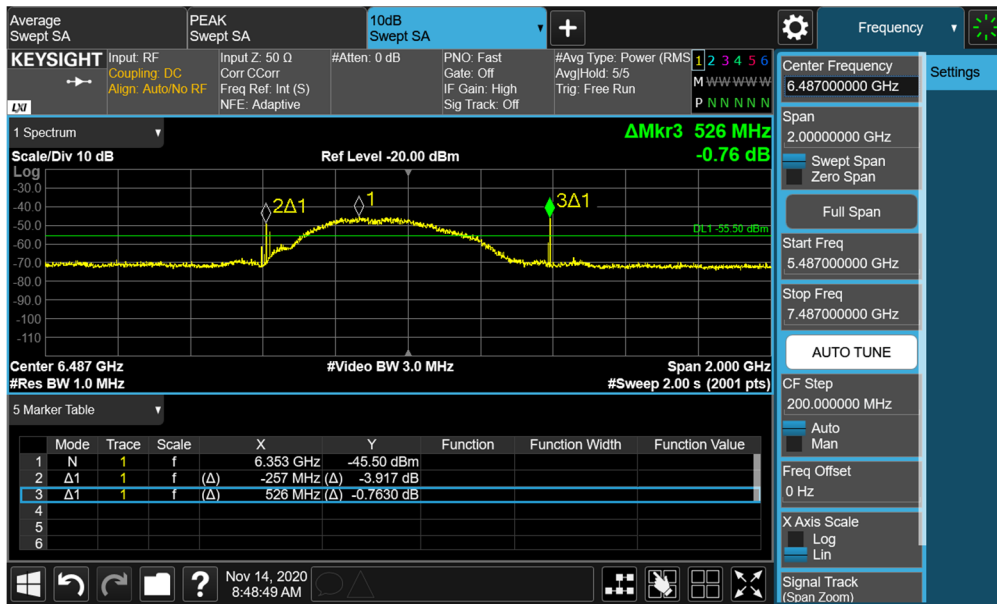 Average
Swept SA
PEAK
Swept SA
10dB
Swept SA
Frequency
KEYSIGHT
LXI
Input: RF
Coupling: DC
Align: Auto/No RF
Input Z: 50 Ω
Corr CCorr
Freq Ref: Int (S)
NFE: Adaptive
#Atten: 0 dB
PNO: Fast
Gate: Off
IF Gain: High
Sig Track: Off
#Avg Type: Power (RMS
Avg|Hold: 5/5
Trig: Free Run
1 2 3 4 5 6
M W W W W W
P N N N N N
1 Spectrum
ΔMkr3 526 MHz
-0.76 dB
Scale/Div 10 dB
Ref Level -20.00 dBm
Log
-30.0
-40.0
-50.0
-60.0
-70.0
-80.0
-90.0
-100
-110
2Δ1
1
3Δ1
DL1 -55.50 dBm
Center 6.487 GHz
#Video BW 3.0 MHz
Span 2.000 GHz
#Res BW 1.0 MHz
#Sweep 2.00 s (2001 pts)
5 Marker Table
Mode Trace Scale X Y Function Function Width Function Value
1 N 1 f 6.353 GHz -45.50 dBm
2 Δ1 1 f (Δ) -257 MHz (Δ) -3.917 dB
3 Δ1 1 f (Δ) 526 MHz (Δ) -0.7630 dB
4
5
6
Nov 14, 2020
8:48:49 AM
Center Frequency
6.487000000 GHz
Settings
Span
2.00000000 GHz
Swept Span
Zero Span
Full Span
Start Freq
5.487000000 GHz
Stop Freq
7.487000000 GHz
AUTO TUNE
CF Step
200.000000 MHz
Auto
Man
Freq Offset
0 Hz
X Axis Scale
Log
Lin
Signal Track
(Span Zoom)